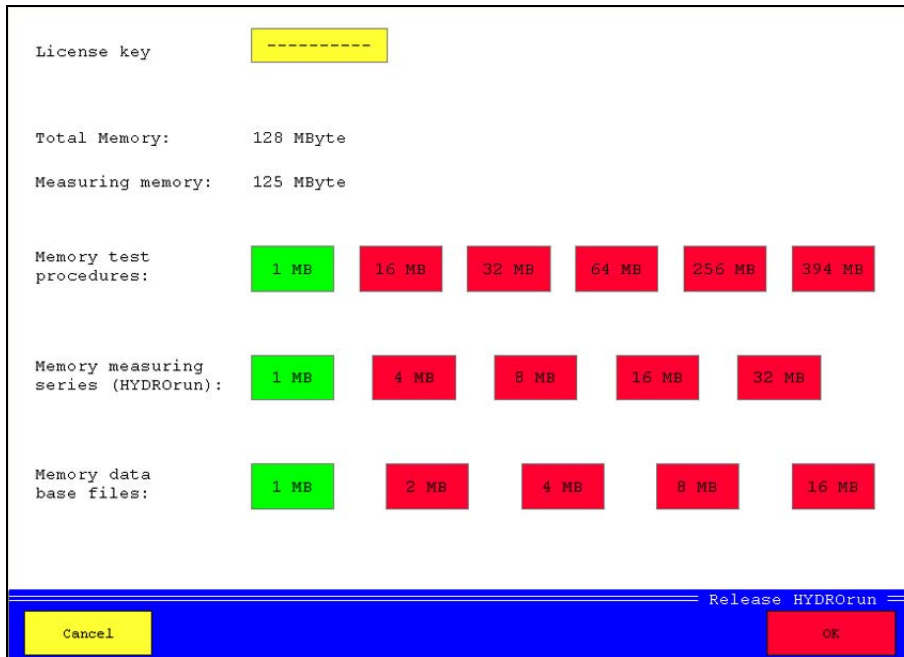 License key ----------
Total Memory: 128 MByte
Measuring memory: 125 MByte
Memory test
procedures:
1 MB 16 MB 32 MB 64 MB 256 MB 394 MB
Memory measuring
series (HYDROrun):
1 MB 4 MB 8 MB 16 MB 32 MB
Memory data
base files:
1 MB 2 MB 4 MB 8 MB 16 MB
Release HYDROrun
Cancel OK